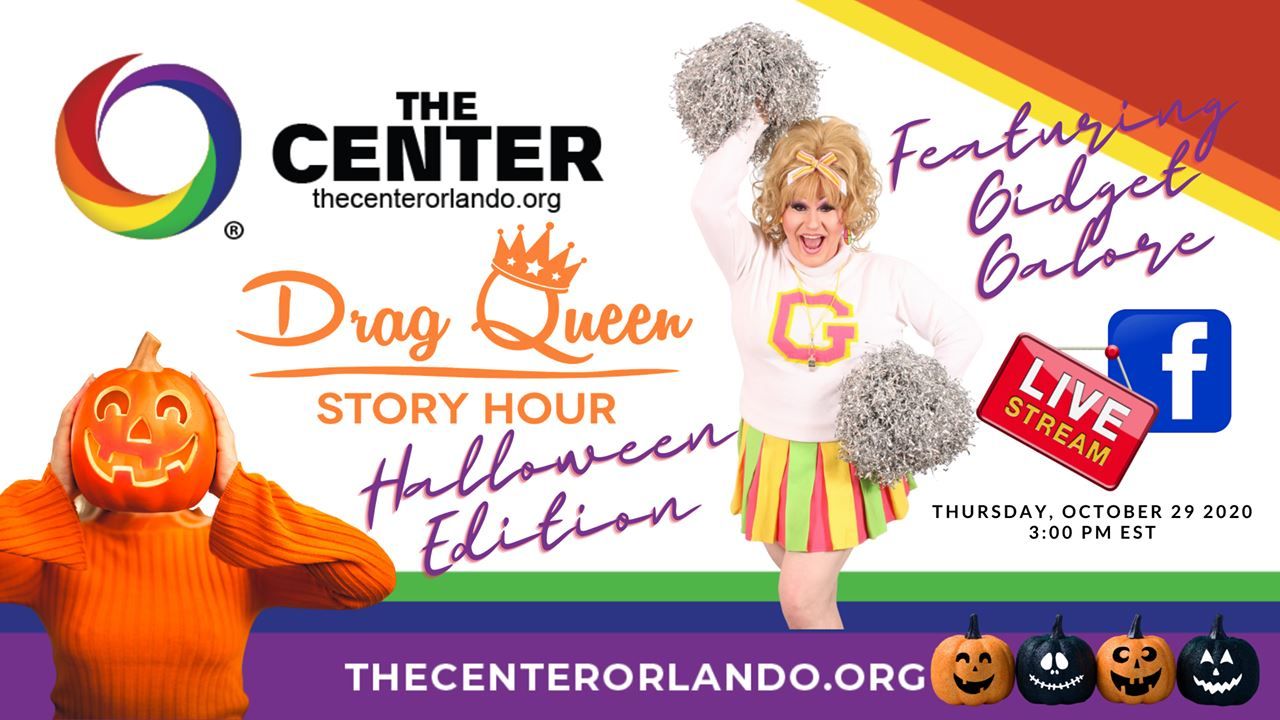 THE
CENTER
thecenterorlando.org
®
Drag Queen
STORY HOUR
Halloween
Edition
Featuring
Gidget
Galore
G
f
LIVE
STREAM
THURSDAY, OCTOBER 29 2020
3:00 PM EST
THECENTERORLANDO.ORG